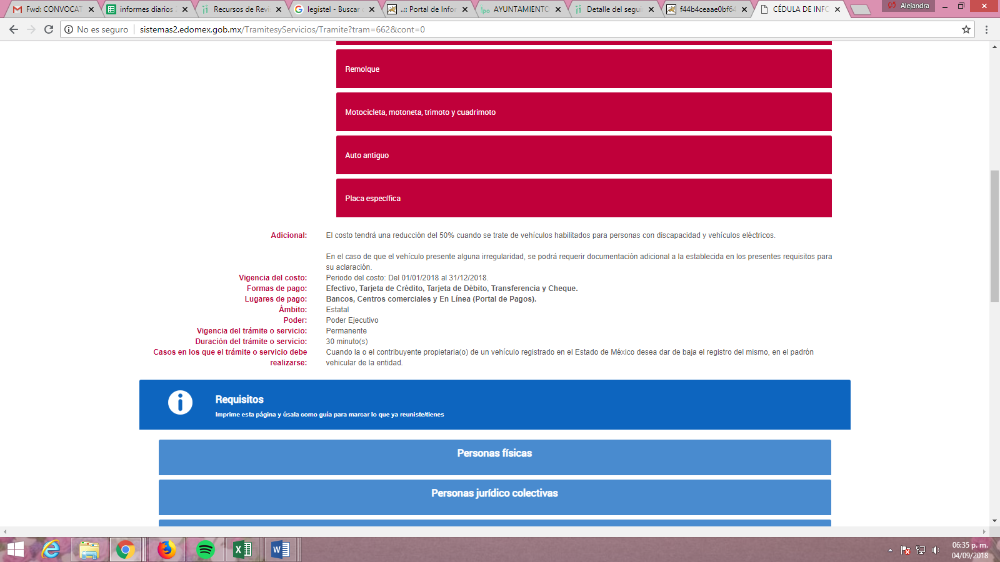 Fwd: CONVOCAT
informes diarios
Recursos de Revi
legistel - Buscar
..:: Portal de Infor
AYUNTAMIENTO
Detalle del segui
f44b4ceaae0bf64
CÉDULA DE INFO
Alejandra
No es seguro
sistemas2.edomex.gob.mx/TramitesyServicios/Tramite?tram=662&cont=0
Remolque
Motocicleta, motoneta, trimoto y cuadrimoto
Auto antiguo
Placa específica
Adicional: El costo tendrá una reducción del 50% cuando se trate de vehículos habilitados para personas con discapacidad y vehículos eléctricos.
En el caso de que el vehículo presente alguna irregularidad, se podrá requerir documentación adicional a la establecida en los presentes requisitos para
su aclaración.
Vigencia del costo: Periodo del costo: Del 01/01/2018 al 31/12/2018.
Formas de pago: Efectivo, Tarjeta de Crédito, Tarjeta de Débito, Transferencia y Cheque.
Lugares de pago: Bancos, Centros comerciales y En Línea (Portal de Pagos).
Ámbito: Estatal
Poder: Poder Ejecutivo
Vigencia del trámite o servicio: Permanente
Duración del trámite o servicio: 30 minuto(s)
Casos en los que el trámite o servicio debe Cuando la o el contribuyente propietaria(o) de un vehículo registrado en el Estado de México desea dar de baja el registro del mismo, en el padrón
realizarse: vehicular de la entidad.
Requisitos
Imprime esta página y úsala como guía para marcar lo que ya reuniste/tienes
Personas físicas
Personas jurídico colectivas
06:35 p. m.
04/09/2018